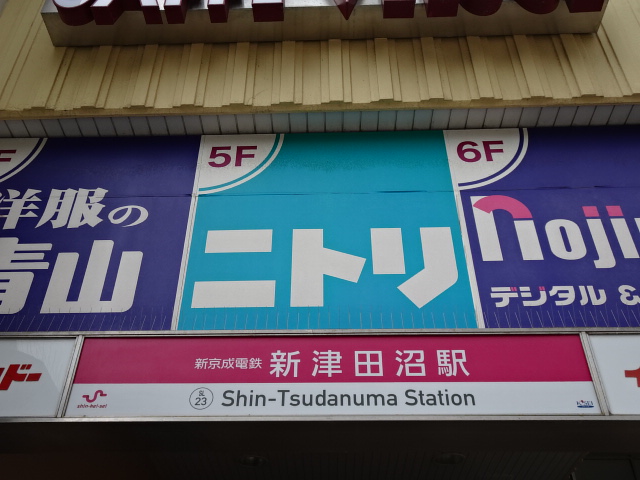 5F
6F
洋服の
青山
ニトリ
nojim
デジタル &
新京成電鉄 新津田沼駅
shin-kei-sei
SL
23
Shin-Tsudanuma Station